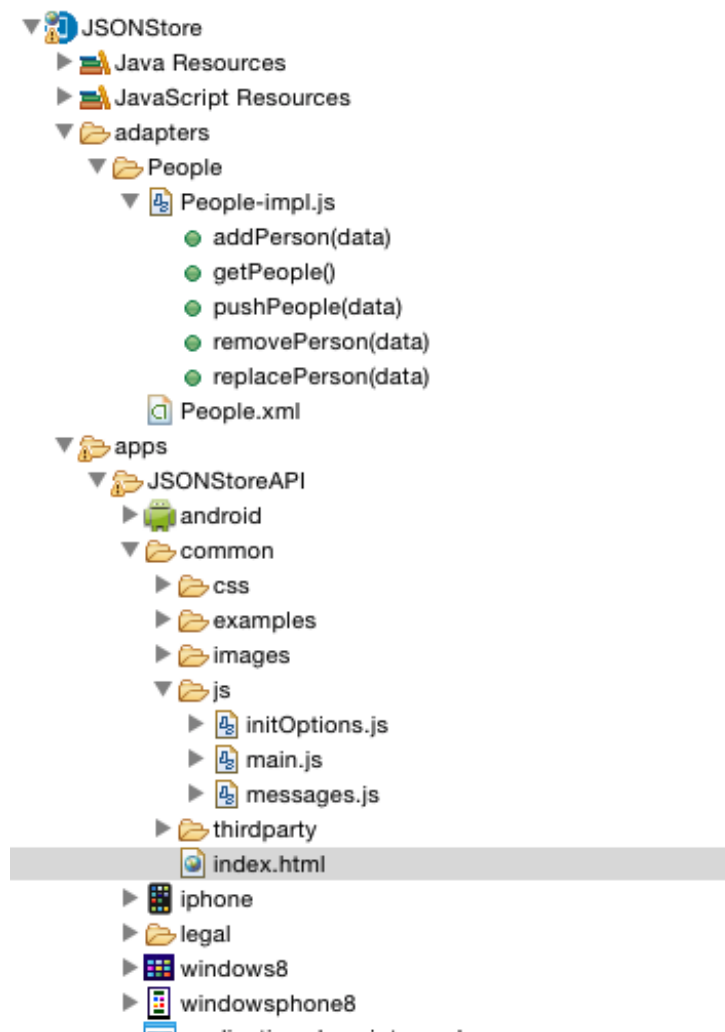 JSONStore
Java Resources
JavaScript Resources
adapters
People
People-impl.js
addPerson(data)
getPeople()
pushPeople(data)
removePerson(data)
replacePerson(data)
People.xml
apps
JSONStoreAPI
android
common
css
examples
images
js
initOptions.js
main.js
messages.js
thirdparty
index.html
iphone
legal
windows8
windowsphone8